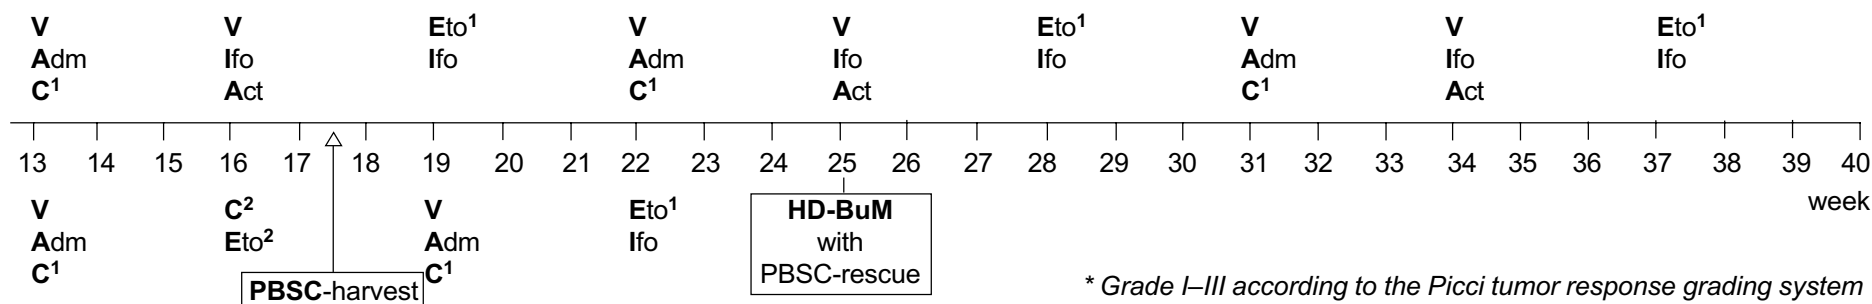 V V Eto¹ V V Eto¹ V V Eto¹
Adm Ifo Ifo Adm Ifo Ifo Adm Ifo Ifo
C¹ Act C¹ Act C¹ Act
13 14 15 16 17 18 19 20 21 22 23 24 25 26 27 28 29 30 31 32 33 34 35 36 37 38 39 40
week
V C² V Eto¹ HD-BuM
Adm Eto² Adm Ifo with
C¹ C¹ PBSC-rescue
PBSC-harvest
* Grade I–III according to the Picci tumor response grading system